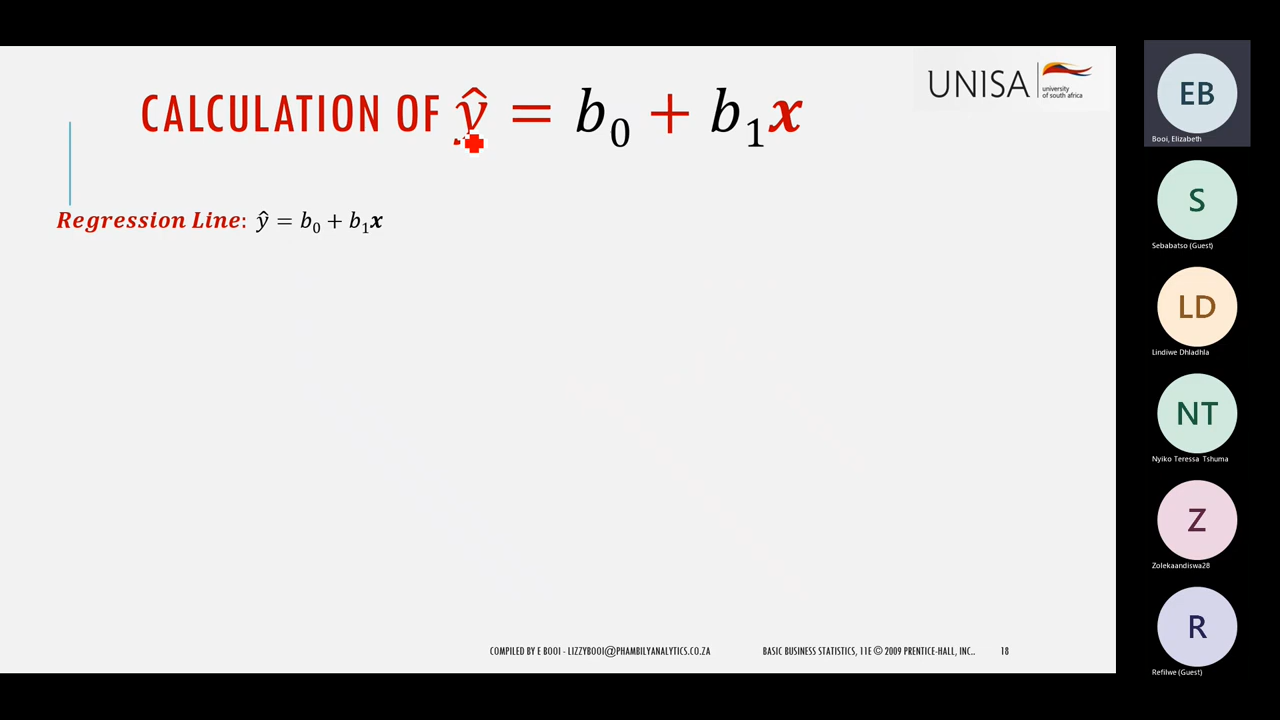 CALCULATION OF ŷ = b₀ + b₁x
UNISA
university
of south africa
Regression Line: ŷ = b₀ + b₁x
COMPILED BY E BOOI - LIZZYBOOI@PHAMBILYANALYTICS.CO.ZA
BASIC BUSINESS STATISTICS, 11E © 2009 PRENTICE-HALL, INC..
18
EB
Booi, Elizabeth
S
Sebabatso (Guest)
LD
Lindiwe Dhladhla
NT
Nyiko Teressa Tshuma
Z
Zolekaandiswa28
R
Refilwe (Guest)